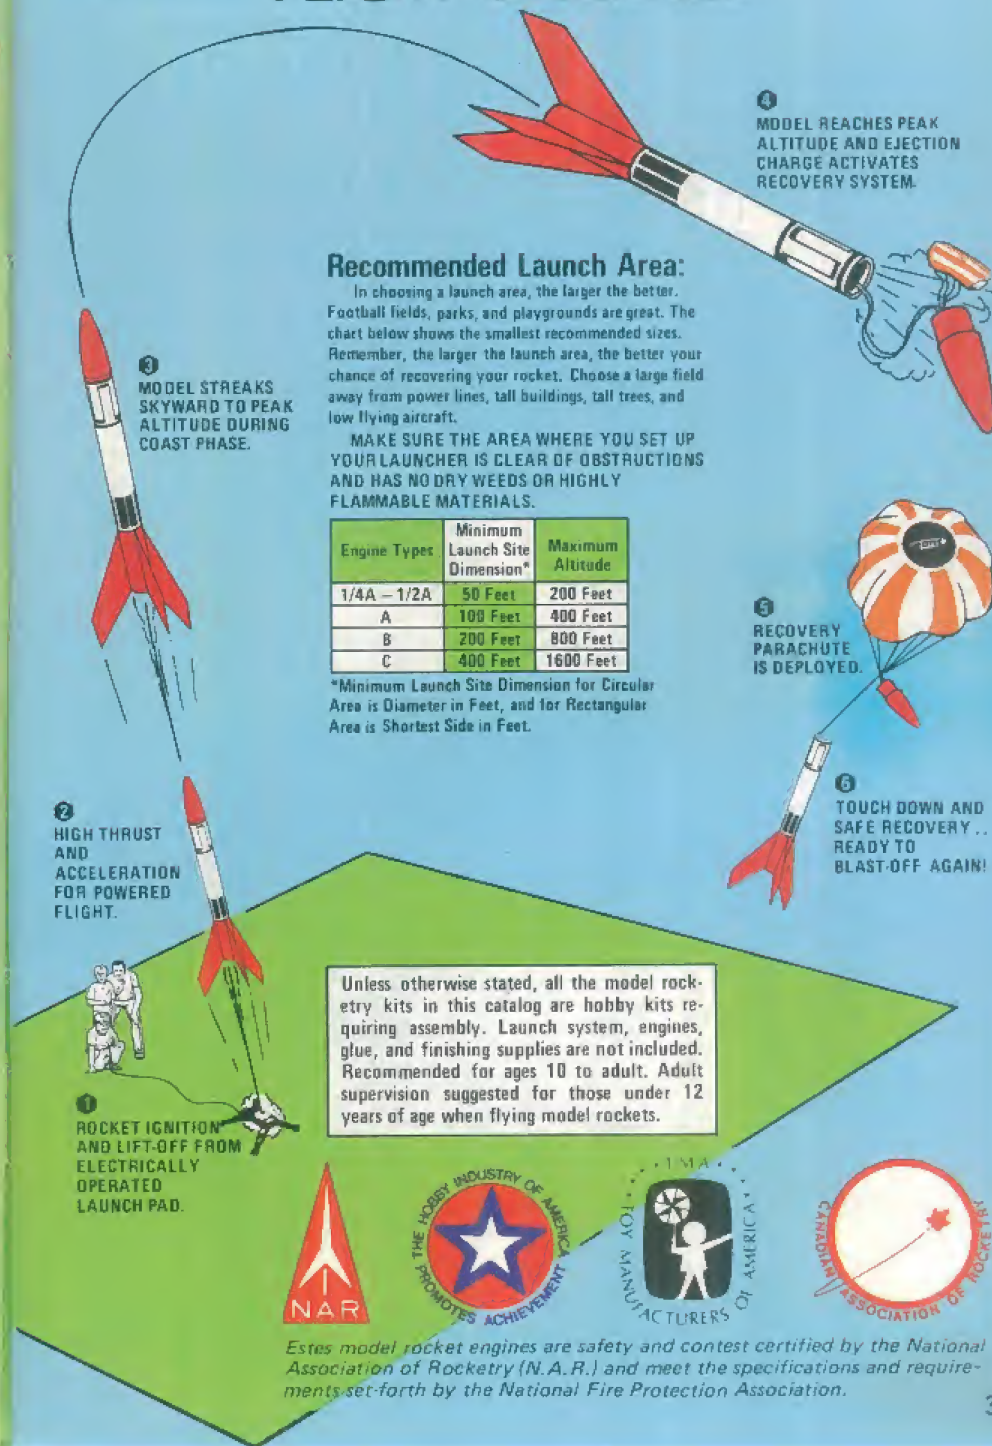 4
MODEL REACHES PEAK
ALTITUDE AND EJECTION
CHARGE ACTIVATES
RECOVERY SYSTEM.
Recommended Launch Area:
In choosing a launch area, the larger the better.
Football fields, parks, and playgrounds are great. The
chart below shows the smallest recommended sizes.
Remember, the larger the launch area, the better your
chance of recovering your rocket. Choose a large field
away from power lines, tall buildings, tall trees, and
low flying aircraft.
MAKE SURE THE AREA WHERE YOU SET UP
YOUR LAUNCHER IS CLEAR OF OBSTRUCTIONS
AND HAS NO DRY WEEDS OR HIGHLY
FLAMMABLE MATERIALS.
3
MODEL STREAKS
SKYWARD TO PEAK
ALTITUDE DURING
COAST PHASE.
Engine Types Minimum Launch Site Dimension* Maximum Altitude
1/4A – 1/2A 50 Feet 200 Feet
A 100 Feet 400 Feet
B 200 Feet 800 Feet
C 400 Feet 1600 Feet
*Minimum Launch Site Dimension for Circular
Area is Diameter in Feet, and for Rectangular
Area is Shortest Side in Feet.
5
RECOVERY
PARACHUTE
IS DEPLOYED.
6
TOUCH DOWN AND
SAFE RECOVERY . .
READY TO
BLAST-OFF AGAIN!
2
HIGH THRUST
AND
ACCELERATION
FOR POWERED
FLIGHT.
Unless otherwise stated, all the model rock-
etry kits in this catalog are hobby kits re-
quiring assembly. Launch system, engines,
glue, and finishing supplies are not included.
Recommended for ages 10 to adult. Adult
supervision suggested for those under 12
years of age when flying model rockets.
1
ROCKET IGNITION
AND LIFT-OFF FROM
ELECTRICALLY
OPERATED
LAUNCH PAD.
NAR
THE HOBBY INDUSTRY OF AMERICA
PROMOTES ACHIEVEMENT
TMA
TOY MANUFACTURERS OF AMERICA
CANADIAN ASSOCIATION OF ROCKETRY
Estes model rocket engines are safety and contest certified by the National
Association of Rocketry (N.A.R.) and meet the specifications and require-
ments set-forth by the National Fire Protection Association.
3